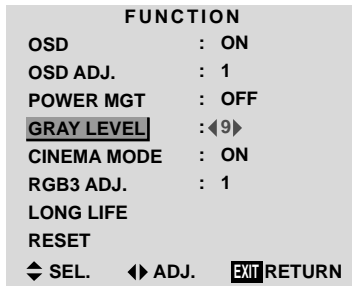 FUNCTION
OSD : ON
OSD ADJ. : 1
POWER MGT : OFF
GRAY LEVEL : 9
CINEMA MODE : ON
RGB3 ADJ. : 1
LONG LIFE
RESET
SEL. ADJ. EXIT RETURN